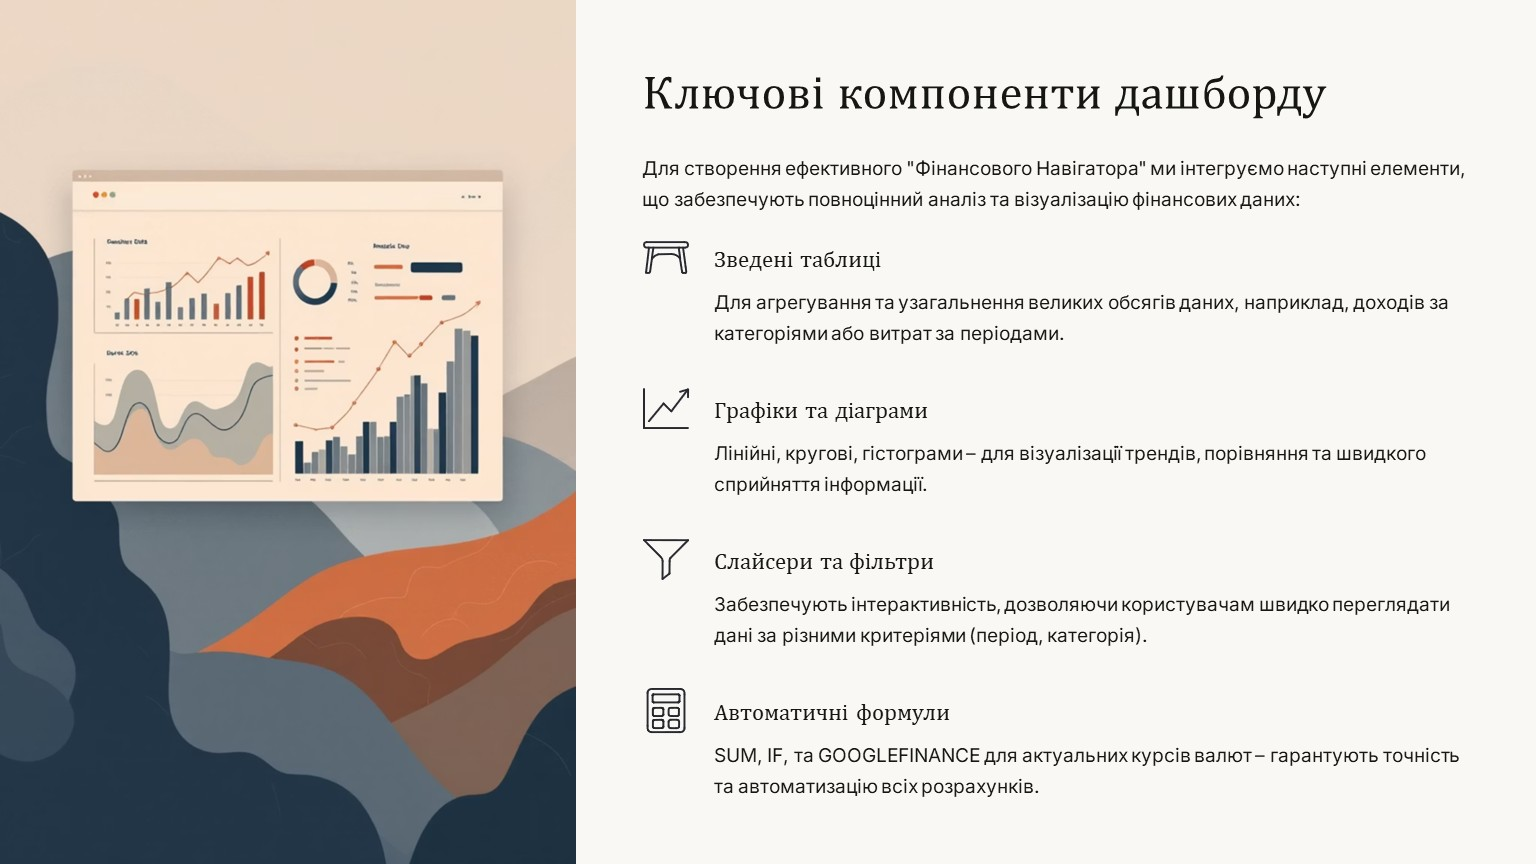 Ключові компоненти дашборду
Для створення ефективного "Фінансового Навігатора" ми інтегруємо наступні елементи,
що забезпечують повноцінний аналіз та візуалізацію фінансових даних:
Зведені таблиці
Для агрегування та узагальнення великих обсягів даних, наприклад, доходів за
категоріями або витрат за періодами.
Графіки та діаграми
Лінійні, кругові, гістограми – для візуалізації трендів, порівняння та швидкого
сприйняття інформації.
Слайсери та фільтри
Забезпечують інтерактивність, дозволяючи користувачам швидко переглядати
дані за різними критеріями (період, категорія).
Автоматичні формули
SUM, IF, та GOOGLEFINANCE для актуальних курсів валют – гарантують точність
та автоматизацію всіх розрахунків.